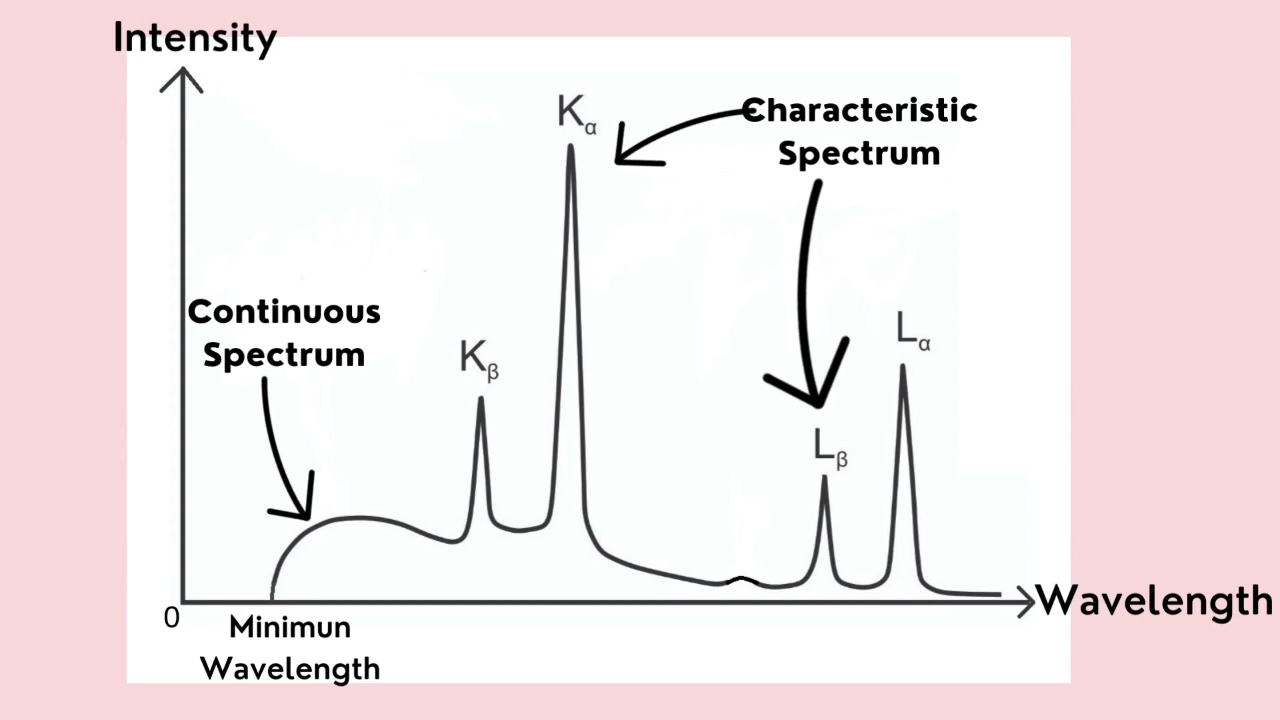 Intensity
Kα
Characteristic
Spectrum
Continuous
Spectrum
Kβ
Lα
Lβ
0
Wavelength
Minimun
Wavelength